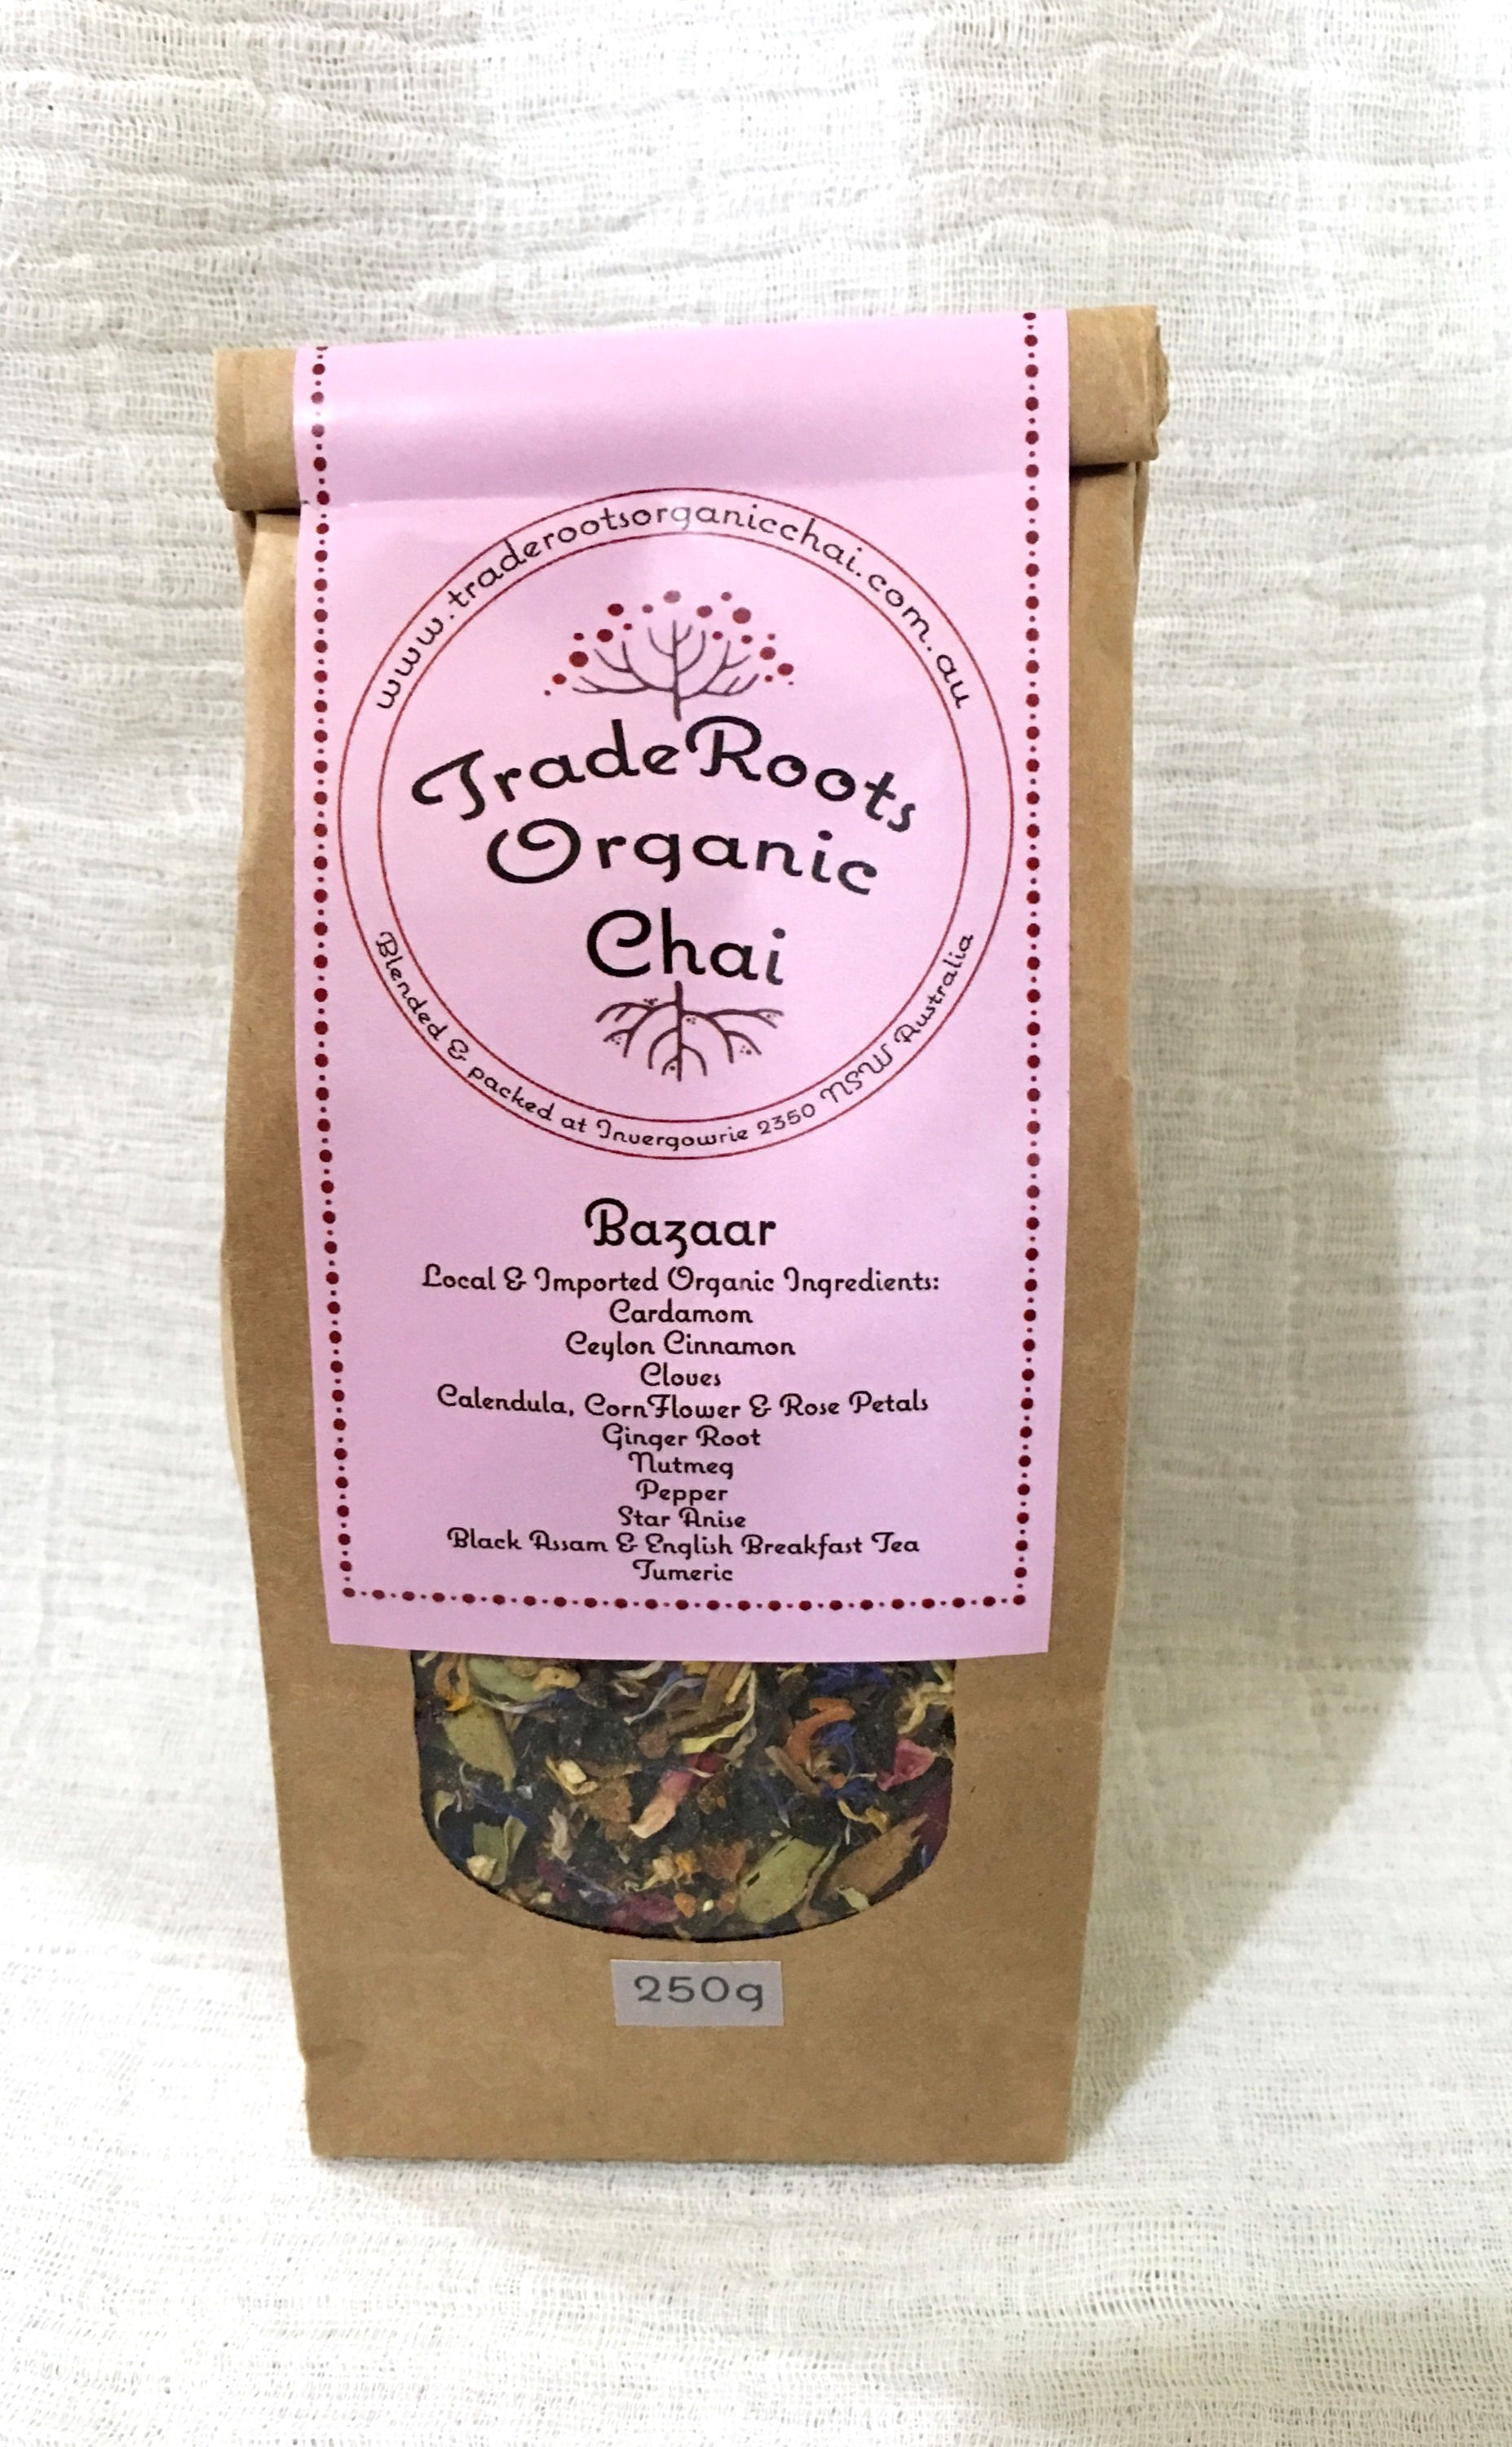 www.traderootsorganicchai.com.au
TradeRoots
Organic
Chai
Blended & packed at Invergowrie 2350 NSW Australia
Bazaar
Local & Imported Organic Ingredients:
Cardamom
Ceylon Cinnamon
Cloves
Calendula, CornFlower & Rose Petals
Ginger Root
Nutmeg
Pepper
Star Anise
Black Assam & English Breakfast Tea
Tumeric
250g